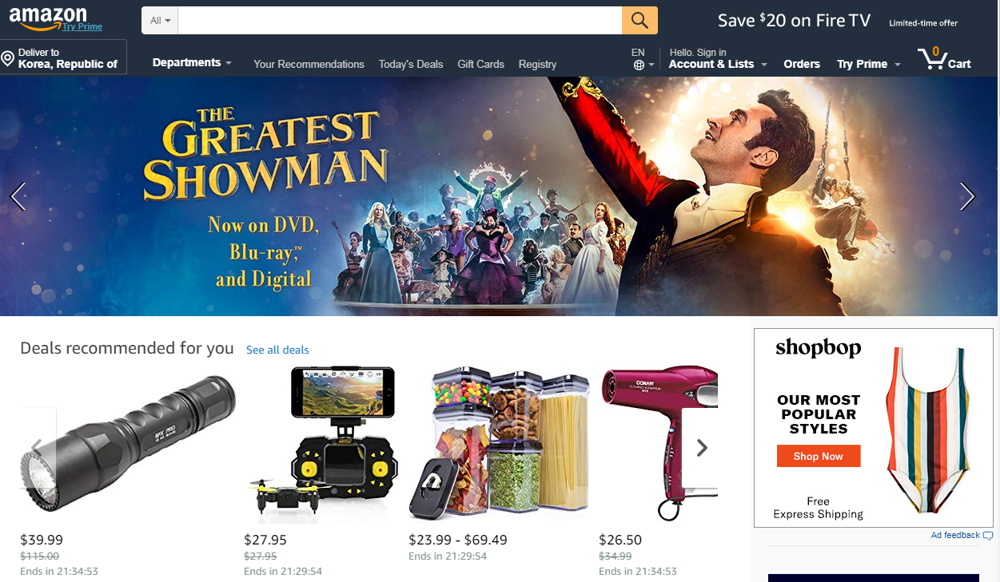 amazon
Try Prime
All
Save $20 on Fire TV
Limited-time offer
Deliver to
Korea, Republic of
Departments
Your Recommendations
Today's Deals
Gift Cards
Registry
EN
Hello. Sign in
Account & Lists
Orders
Try Prime
0
Cart
THE
GREATEST
SHOWMAN
Now on DVD,
Blu-ray,™
and Digital
Deals recommended for you
See all deals
6PX PRO
CONAIR
CORD KEEPER
$39.99
$115.00
Ends in 21:34:53
$27.95
$27.95
Ends in 21:29:54
$23.99 - $69.49
Ends in 21:29:54
$26.50
$34.99
Ends in 21:34:53
shopbop
OUR MOST
POPULAR
STYLES
Shop Now
Free
Express Shipping
Ad feedback